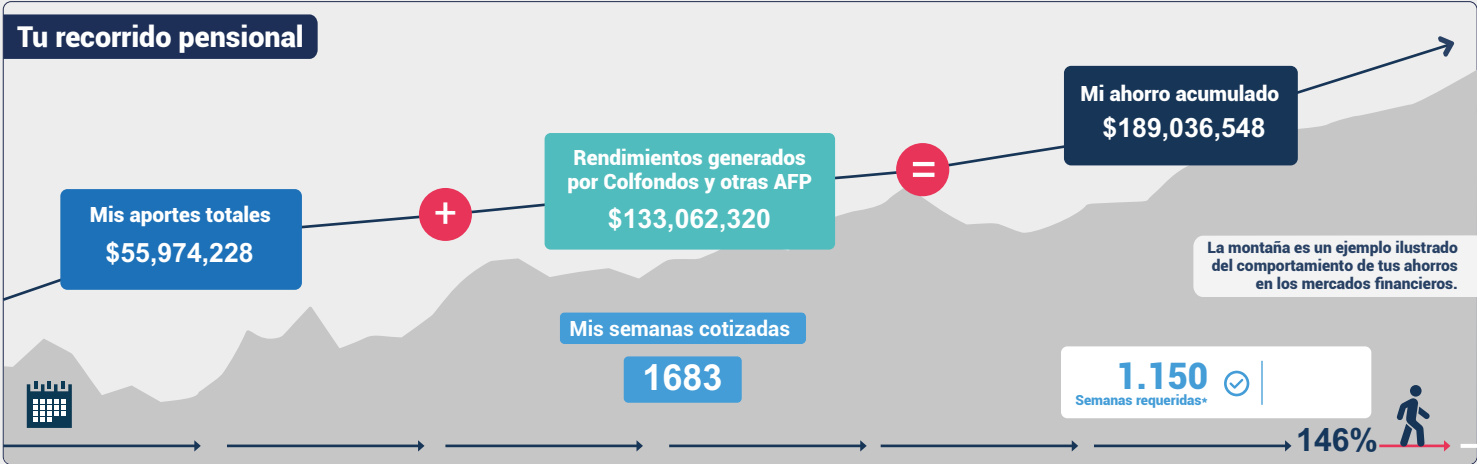 Tu recorrido pensional
Mi ahorro acumulado
$189,036,548
Rendimientos generados
por Colfondos y otras AFP
$133,062,320
=
Mis aportes totales
$55,974,228
+
La montaña es un ejemplo ilustrado
del comportamiento de tus ahorros
en los mercados financieros.
Mis semanas cotizadas
1683
1.150
Semanas requeridas*
146%